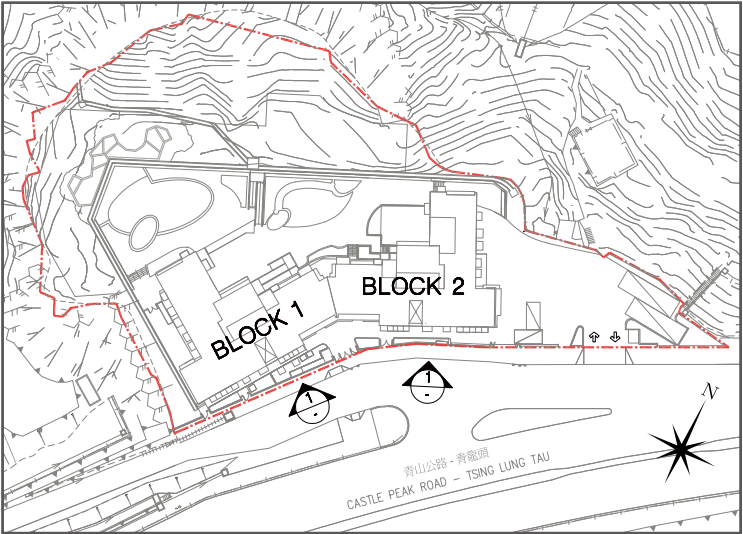 BLOCK 1
BLOCK 2
1
-
1
-
N
青山公路 - 青龍頭
CASTLE PEAK ROAD - TSING LUNG TAU